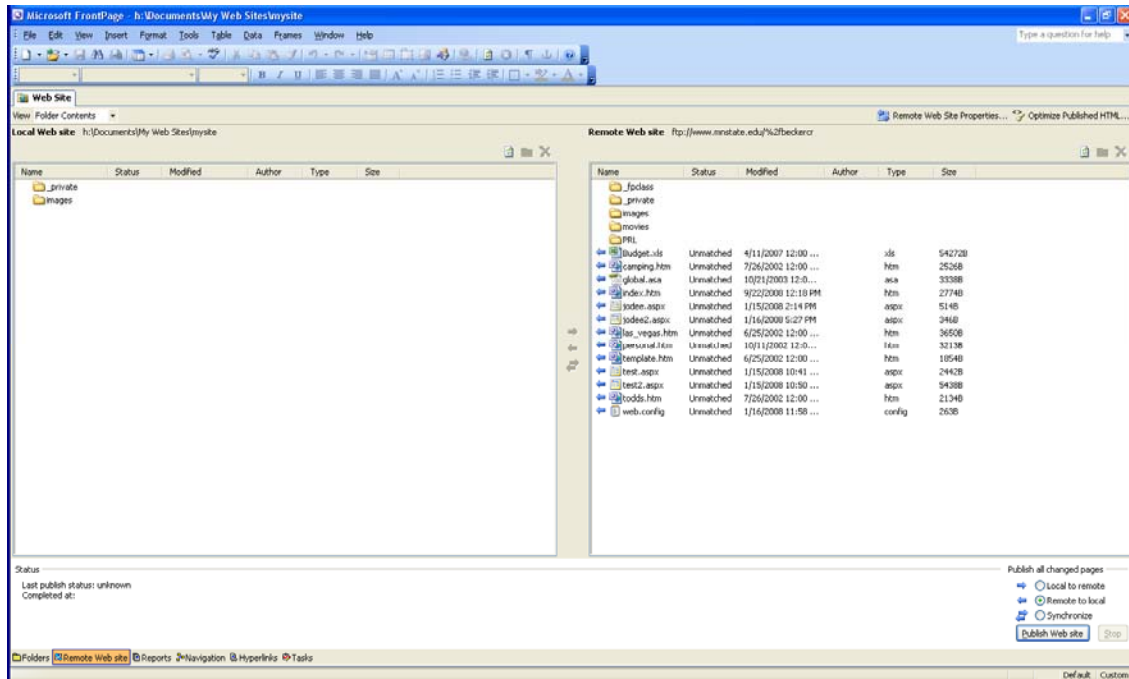 Microsoft FrontPage - h:\Documents\My Web Sites\mysite
File Edit View Insert Format Tools Table Data Frames Window Help
Type a question for help
Web Site
View Folder Contents
Remote Web Site Properties... Optimize Published HTML...
Local Web site h:\Documents\My Web Sites\mysite
Remote Web site ftp://www.mnstate.edu/%2fbeckercr
Name Status Modified Author Type Size
Name Status Modified Author Type Size
_private
images
_fpclass
_private
images
movies
PRL
Budget.xls Unmatched 4/11/2007 12:00 ... xls 54272B
camping.htm Unmatched 7/26/2002 12:00 ... htm 2526B
global.asa Unmatched 10/21/2003 12:0... asa 3338B
index.htm Unmatched 9/22/2008 12:18 PM htm 2774B
jodee.aspx Unmatched 1/15/2008 2:14 PM aspx 514B
jodee2.aspx Unmatched 1/16/2008 5:27 PM aspx 346B
las_vegas.htm Unmatched 6/25/2002 12:00 ... htm 3650B
personal.htm Unmatched 10/11/2002 12:0... htm 3213B
template.htm Unmatched 6/25/2002 12:00 ... htm 1854B
test.aspx Unmatched 1/15/2008 10:41 ... aspx 2442B
test2.aspx Unmatched 1/15/2008 10:50 ... aspx 5438B
todds.htm Unmatched 7/26/2002 12:00 ... htm 2134B
web.config Unmatched 1/16/2008 11:58 ... config 263B
Status
Last publish status: unknown
Completed at:
Publish all changed pages
Local to remote
Remote to local
Synchronize
Publish Web site Stop
Folders Remote Web site Reports Navigation Hyperlinks Tasks
Default Custom